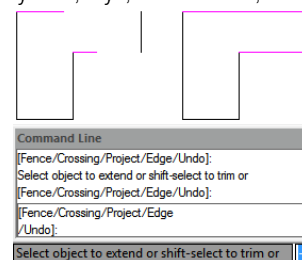 Command Line
[Fence/Crossing/Project/Edge/Undo]:
Select object to extend or shift-select to trim or
[Fence/Crossing/Project/Edge/Undo]:
[Fence/Crossing/Project/Edge
/Undo]:
Select object to extend or shift-select to trim or